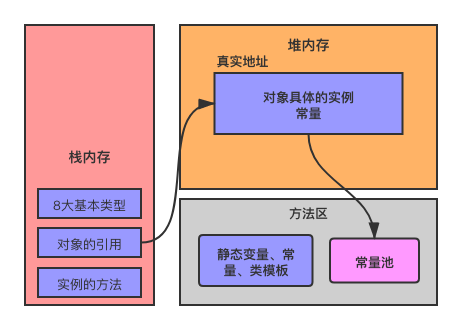 栈内存
8大基本类型
对象的引用
实例的方法
堆内存
真实地址
对象具体的实例
常量
方法区
静态变量、常
量、类模板
常量池